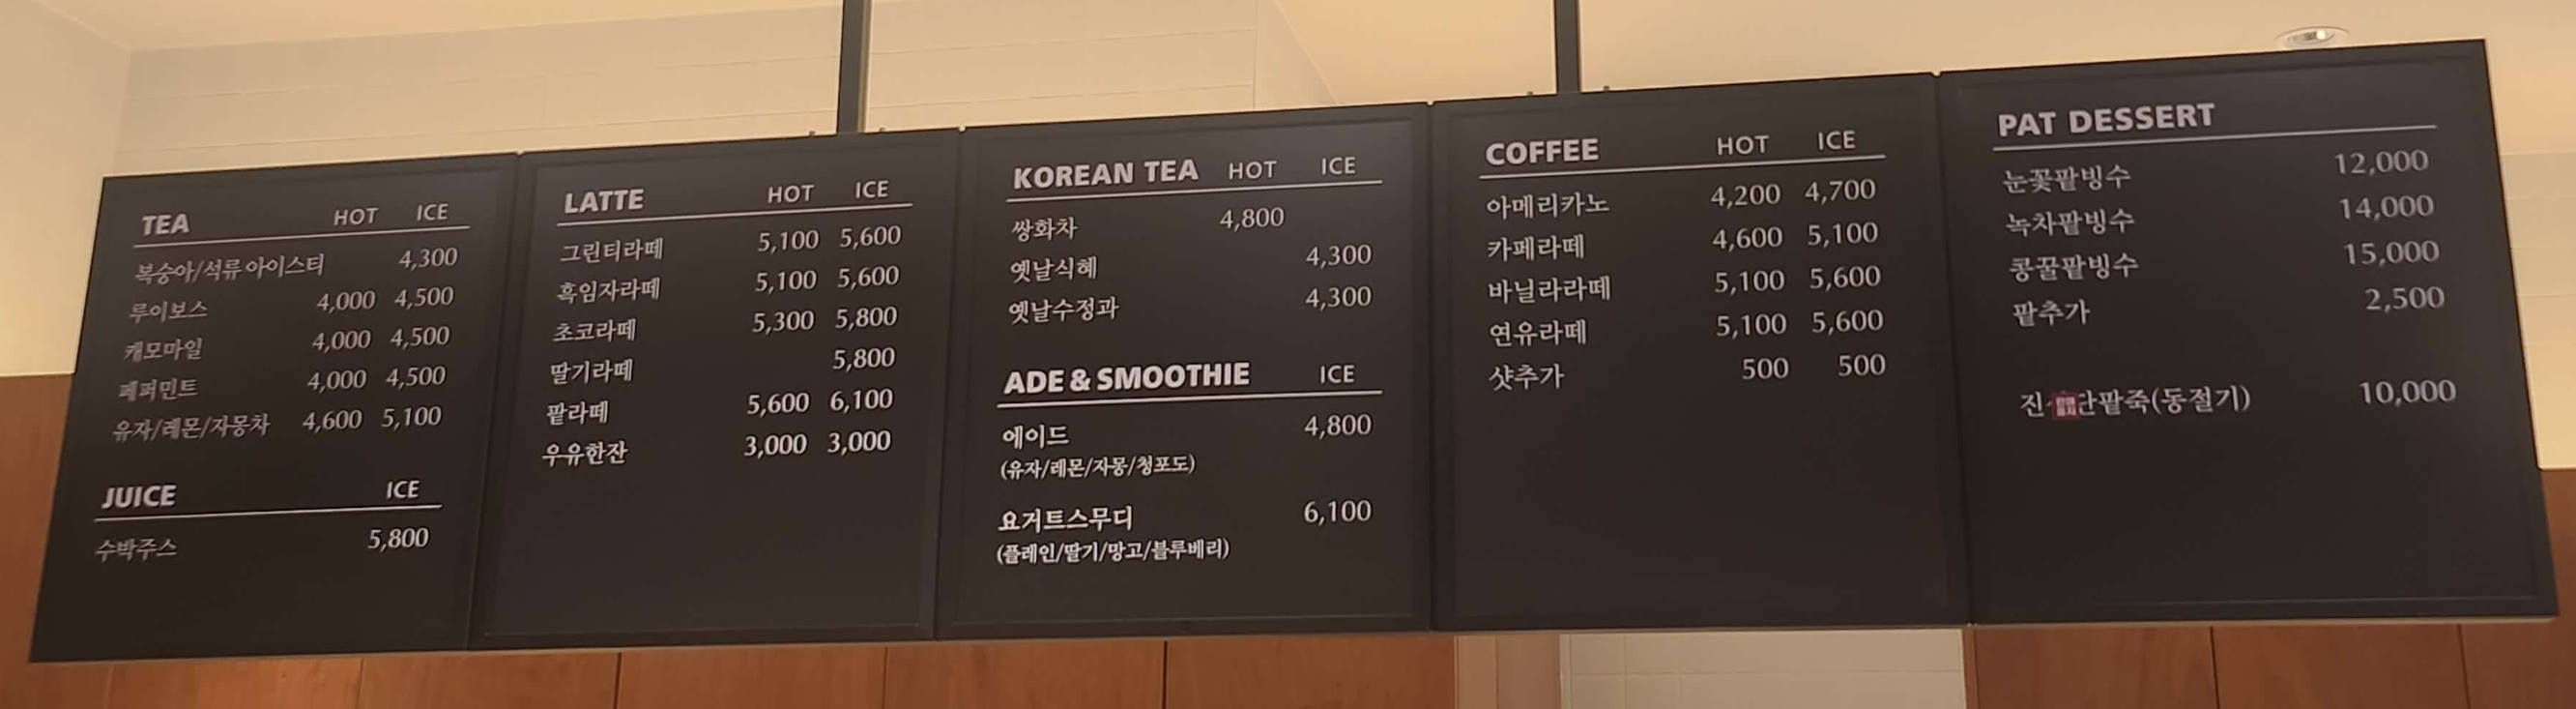 TEA HOT ICE
복숭아/석류 아이스티 4,300
루이보스 4,000 4,500
캐모마일 4,000 4,500
페퍼민트 4,000 4,500
유자/레몬/자몽차 4,600 5,100
JUICE ICE
수박주스 5,800
LATTE HOT ICE
그린티라떼 5,100 5,600
흑임자라떼 5,100 5,600
초코라떼 5,300 5,800
딸기라떼 5,800
팥라떼 5,600 6,100
우유한잔 3,000 3,000
KOREAN TEA HOT ICE
쌍화차 4,800
옛날식혜 4,300
옛날수정과 4,300
ADE & SMOOTHIE ICE
에이드 4,800
(유자/레몬/자몽/청포도)
요거트스무디 6,100
(플레인/딸기/망고/블루베리)
COFFEE HOT ICE
아메리카노 4,200 4,700
카페라떼 4,600 5,100
바닐라라떼 5,100 5,600
연유라떼 5,100 5,600
샷추가 500 500
PAT DESSERT
눈꽃팥빙수 12,000
녹차팥빙수 14,000
콩꿀팥빙수 15,000
팥추가 2,500
단팥죽(동절기) 10,000